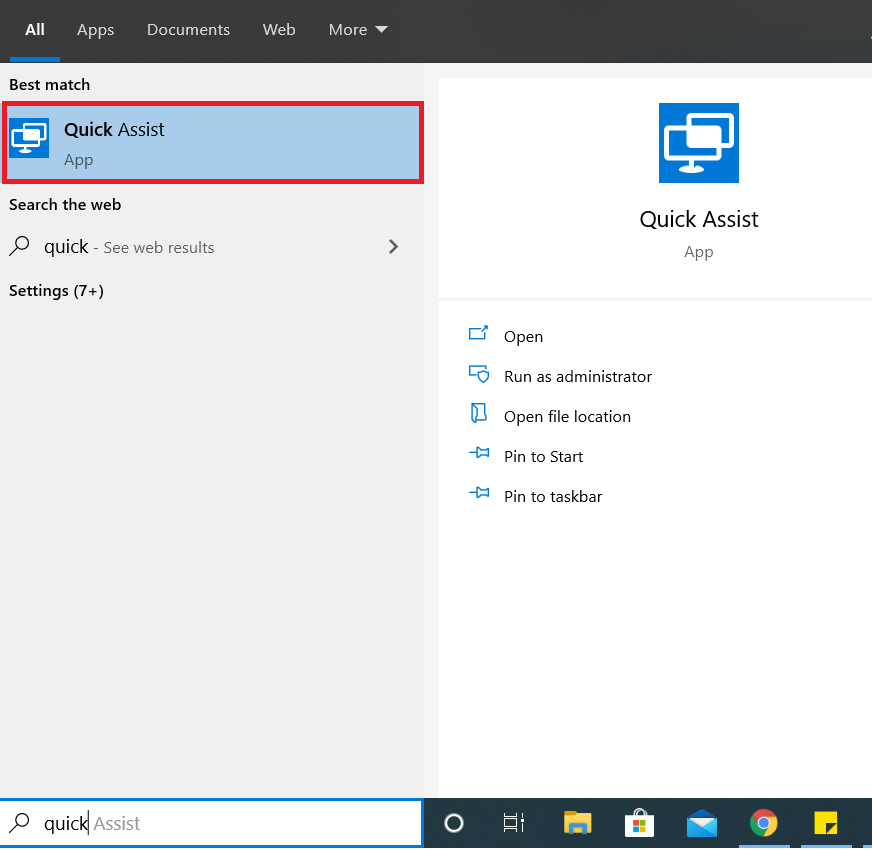 All Apps Documents Web More
Best match
Quick Assist
App
Search the web
quick - See web results
Settings (7+)
Quick Assist
App
Open
Run as administrator
Open file location
Pin to Start
Pin to taskbar
quick Assist